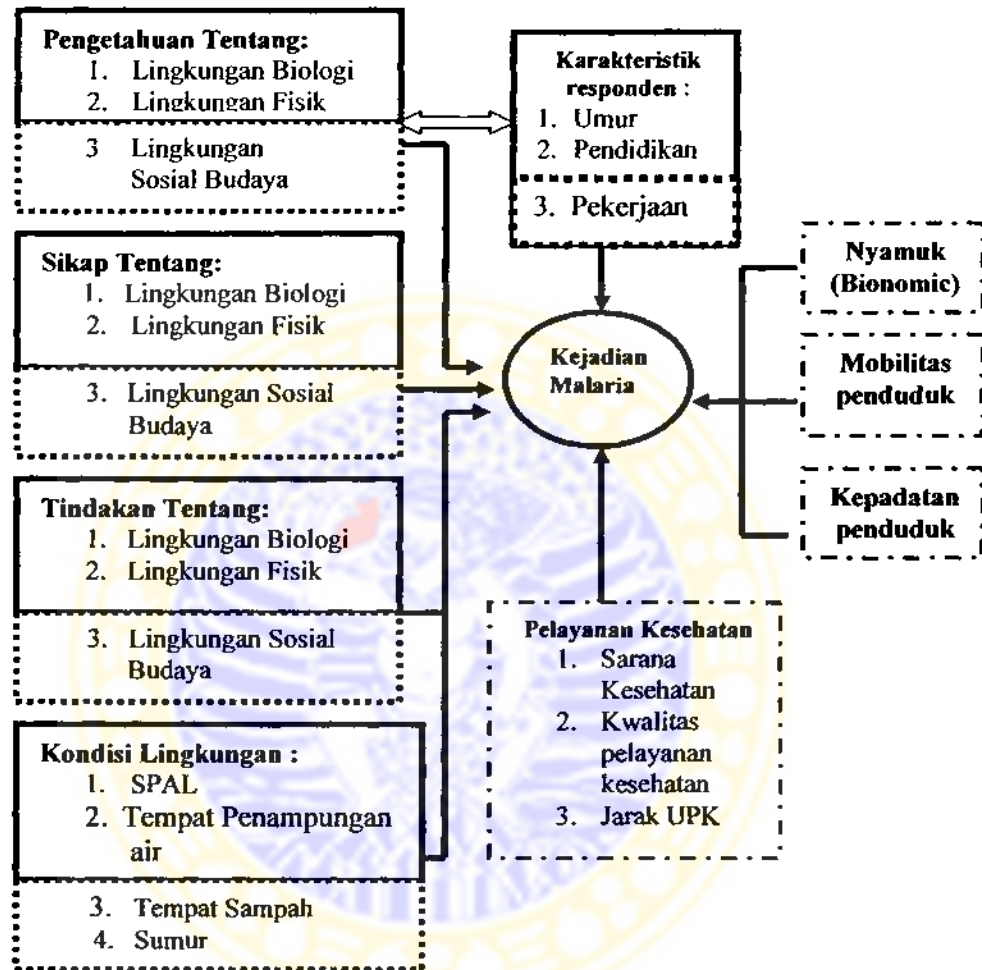 Pengetahuan Tentang:
1. Lingkungan Biologi
2. Lingkungan Fisik
3 Lingkungan
Sosial Budaya
Karakteristik
responden :
1. Umur
2. Pendidikan
3. Pekerjaan
Sikap Tentang:
1. Lingkungan Biologi
2. Lingkungan Fisik
3. Lingkungan Sosial
Budaya
Kejadian
Malaria
Nyamuk
(Bionomic)
Mobilitas
penduduk
Kepadatan
penduduk
Tindakan Tentang:
1. Lingkungan Biologi
2. Lingkungan Fisik
3. Lingkungan Sosial
Budaya
Pelayanan Kesehatan
1. Sarana
Kesehatan
2. Kwalitas
pelayanan
kesehatan
3. Jarak UPK
Kondisi Lingkungan :
1. SPAL
2. Tempat Penampungan
air
3. Tempat Sampah
4. Sumur